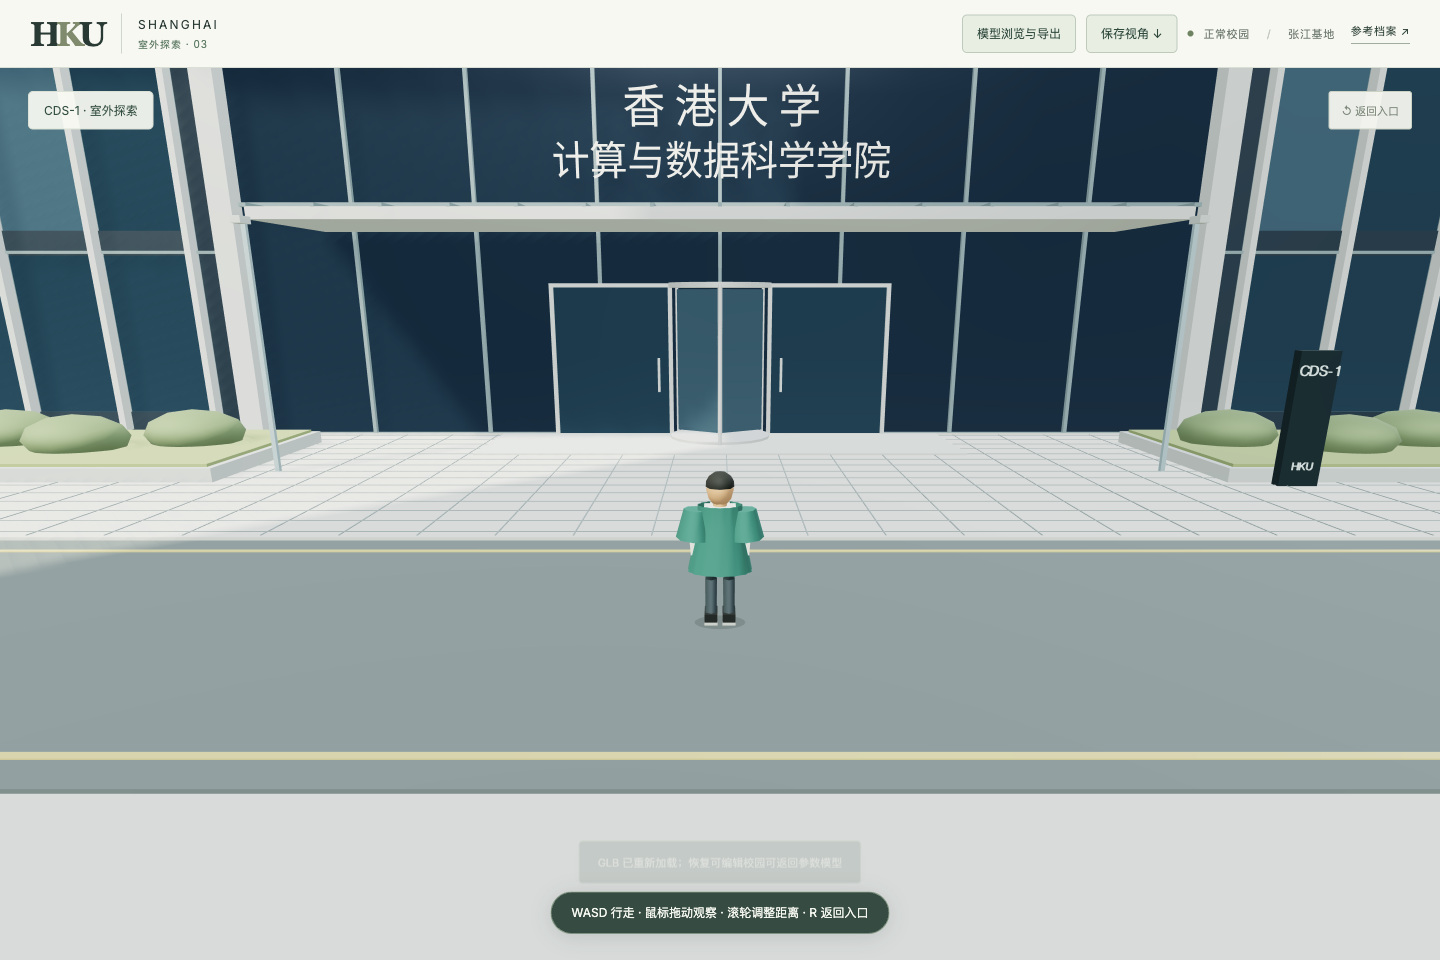 HKU
SHANGHAI
室外探索 · 03
模型浏览与导出
保存视角 ↓
正常校园 / 张江基地
参考档案 ↗
CDS-1 · 室外探索
↺ 返回入口
香港大学
计算与数据科学学院
CDS-1
HKU
GLB 已重新加载；恢复可编辑校园可返回参数模型
WASD 行走 · 鼠标拖动观察 · 滚轮调整距离 · R 返回入口